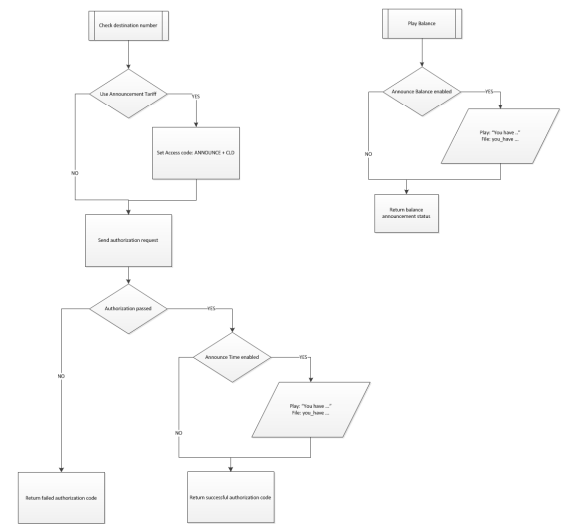 Check destination number
Use Announcement Tariff
YES
Set Access code: ANNOUNCE + CLD
NO
Send authorization request
Authorization passed
YES
Announce Time enabled
YES
NO
Play: "You have ..."
File: you_have ...
NO
Return failed authorization code
Return successful authorization code
Play Balance
Announce Balance enabled
YES
Play: "You have .."
File: you_have ...
NO
Return balance
announcement status